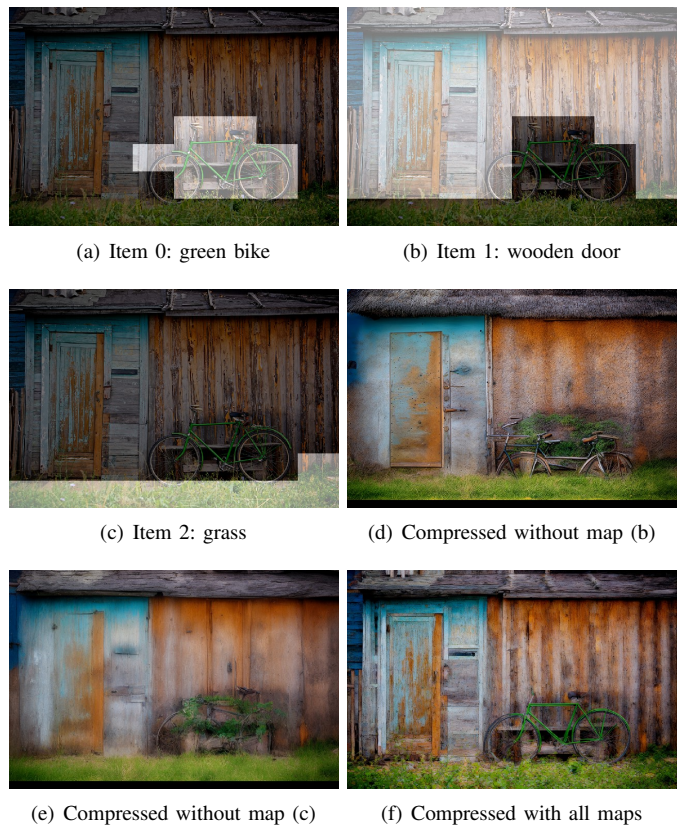 (a) Item 0: green bike
(b) Item 1: wooden door
(c) Item 2: grass
(d) Compressed without map (b)
(e) Compressed without map (c)
(f) Compressed with all maps